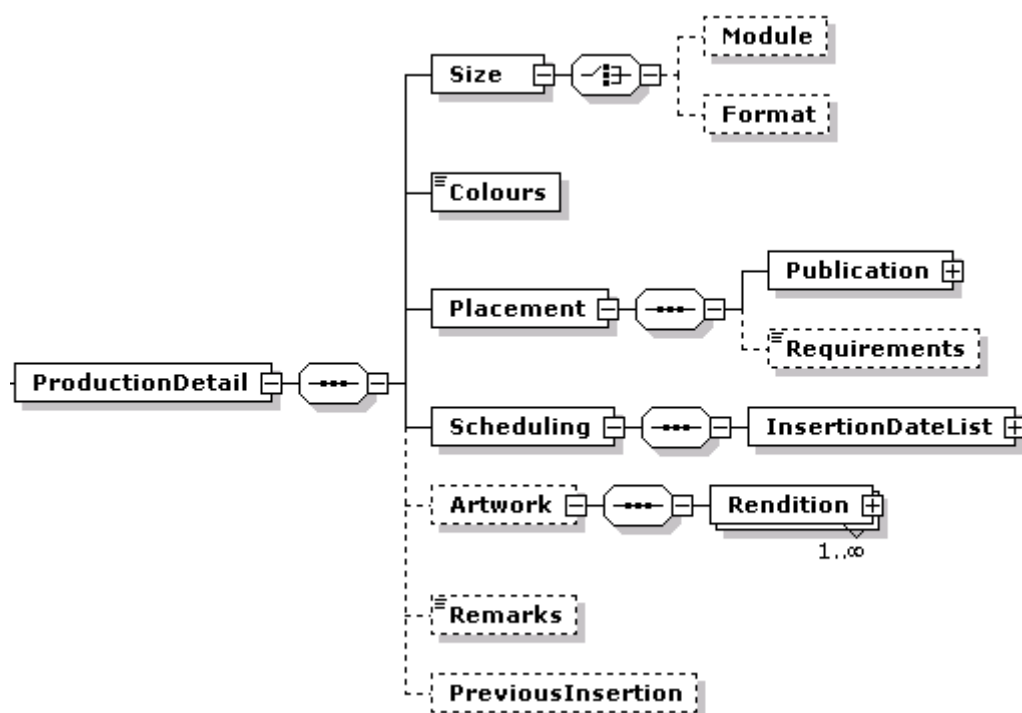 Module
Size
Format
Colours
Publication
Placement
Requirements
ProductionDetail
Scheduling
InsertionDateList
Artwork
Rendition
1..∞
Remarks
PreviousInsertion